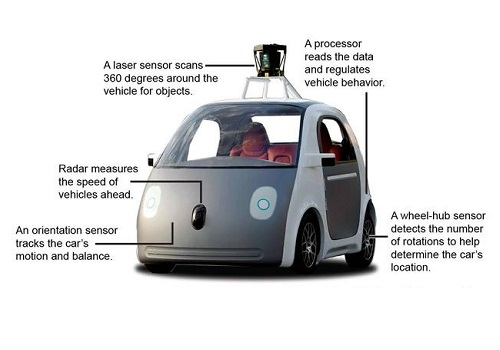 A laser sensor scans
360 degrees around the
vehicle for objects.
A processor
reads the data
and regulates
vehicle behavior.
Radar measures
the speed of
vehicles ahead.
An orientation sensor
tracks the car's
motion and balance.
A wheel-hub sensor
detects the number
of rotations to help
determine the car's
location.